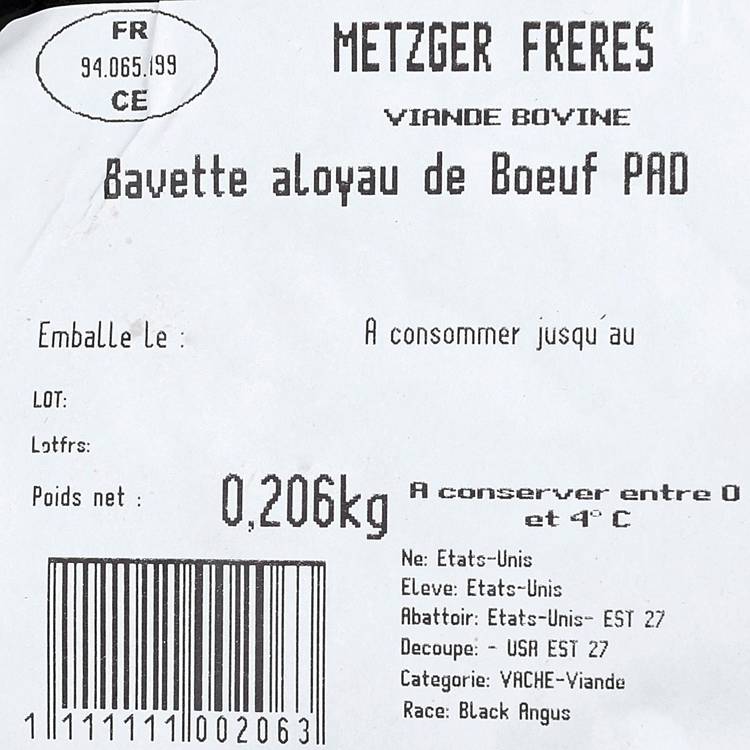 FR
94.065.199
CE
METZGER FRERES
VIANDE BOVINE
Bavette aloyau de Boeuf PAD
Emballe le :
A consommer jusqu'au
LOT:
Lotfrs:
Poids net :
0,206kg
A conserver entre 0
et 4° C
Ne: Etats-Unis
Eleve: Etats-Unis
Abattoir: Etats-Unis- EST 27
Decoupe: - USA EST 27
Categorie: VACHE-Viande
Race: Black Angus
1 111111 002063